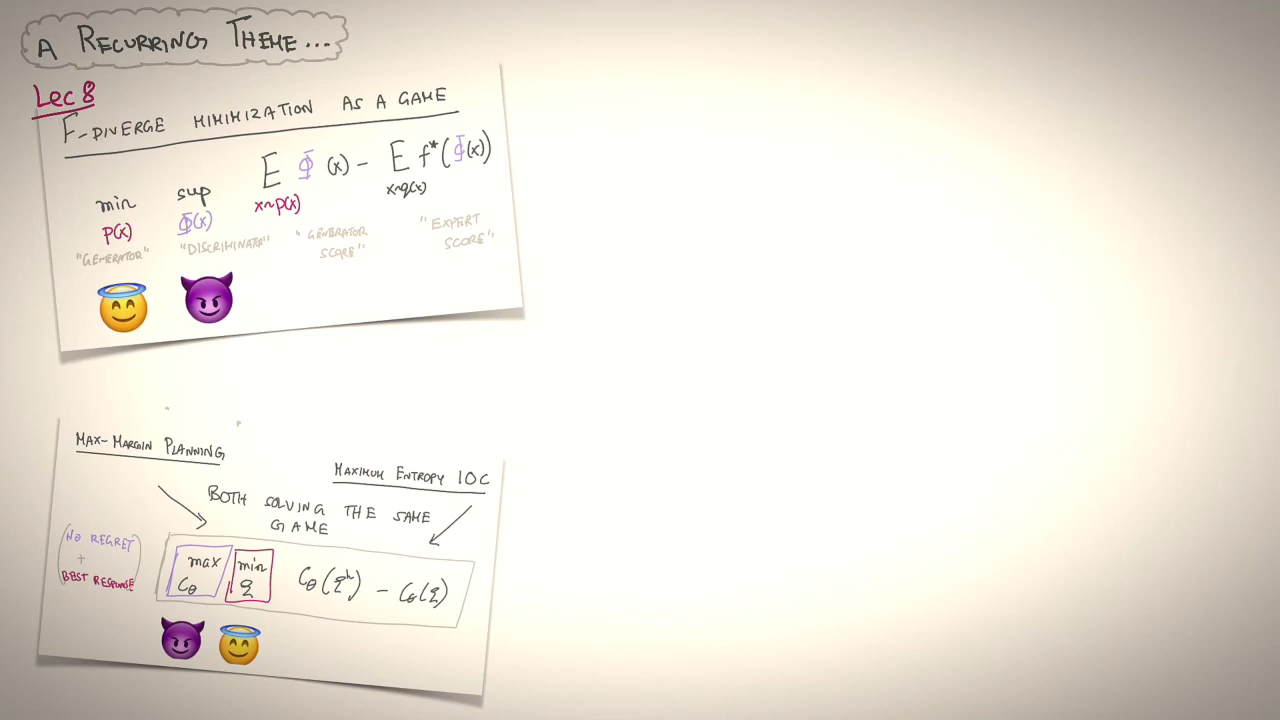 A RECURRING THEME...
Lec 8
F-DIVERGE MINIMIZATION AS A GAME
min sup E Φ(x) - E f*(Φ(x))
p(x) Φ(x) x~p(x) x~q(x)
"GENERATOR" "DISCRIMINATOR" "GENERATOR SCORE" "EXPERT SCORE"
MAX-MARGIN PLANNING
MAXIMUM ENTROPY IOC
BOTH SOLVING THE SAME
GAME
NO REGRET
+
BEST RESPONSE
max min Cθ(ξʰ) - Cθ(ξ)
Cθ ξ